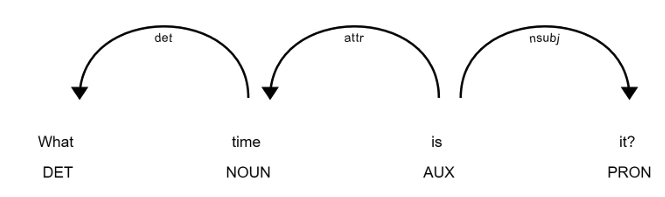 det attr nsubj
What time is it?
DET NOUN AUX PRON